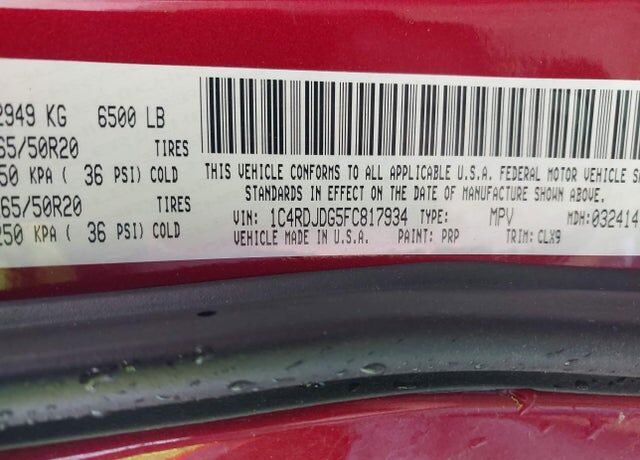 2949 KG 6500 LB
65/50R20 TIRES
50 KPA ( 36 PSI) COLD
65/50R20 TIRES
250 KPA ( 36 PSI) COLD
THIS VEHICLE CONFORMS TO ALL APPLICABLE U.S.A. FEDERAL MOTOR VEHICLE SA
STANDARDS IN EFFECT ON THE DATE OF MANUFACTURE SHOWN ABOVE.
VIN: 1C4RDJDG5FC817934 TYPE: MPV MDH: 032414
VEHICLE MADE IN U.S.A. PAINT: PRP TRIM: CLX9